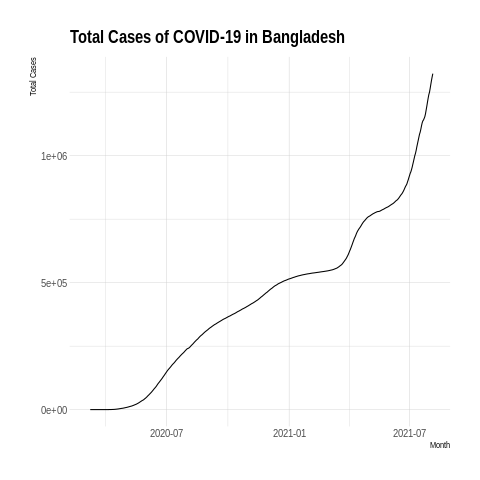 Total Cases of COVID-19 in Bangladesh
Total Cases
1e+06
5e+05
0e+00
2020-07 2021-01 2021-07
Month